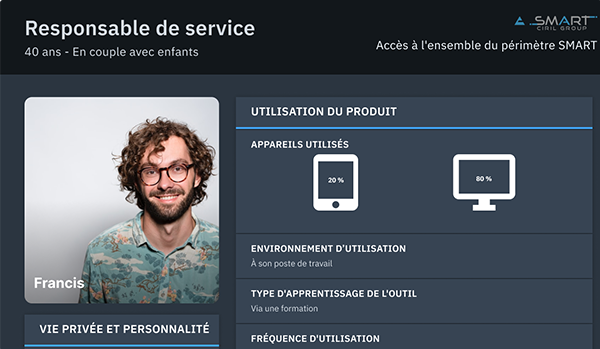 Responsable de service
40 ans - En couple avec enfants
SMART
CIRIL GROUP
Accès à l'ensemble du périmètre SMART
Francis
VIE PRIVÉE ET PERSONNALITÉ
UTILISATION DU PRODUIT
APPAREILS UTILISÉS
20 %
80 %
ENVIRONNEMENT D'UTILISATION
À son poste de travail
TYPE D'APPRENTISSAGE DE L'OUTIL
Via une formation
FRÉQUENCE D'UTILISATION